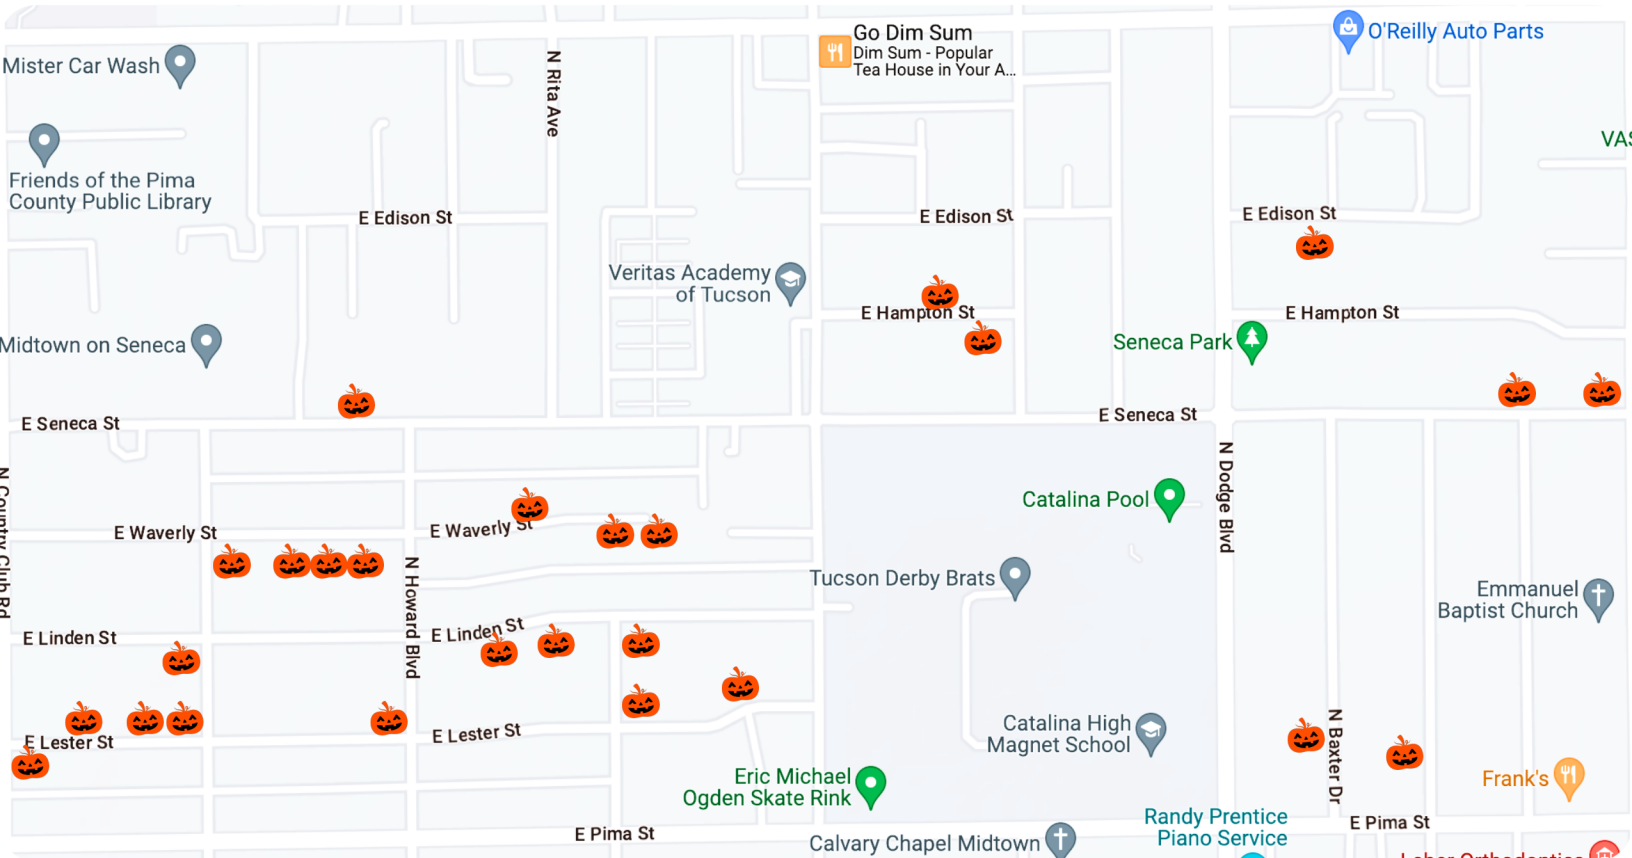 Go Dim Sum
Dim Sum - Popular
Tea House in Your A...
O'Reilly Auto Parts
Mister Car Wash
N Rita Ave
VAS
Friends of the Pima
County Public Library
E Edison St
E Edison St
E Edison St
Veritas Academy
of Tucson
E Hampton St
E Hampton St
Midtown on Seneca
Seneca Park
E Seneca St
E Seneca St
N Country Club Rd
N Dodge Blvd
Catalina Pool
E Waverly St
E Waverly St
N Howard Blvd
Tucson Derby Brats
Emmanuel
Baptist Church
E Linden St
E Linden St
Catalina High
Magnet School
N Baxter Dr
E Lester St
E Lester St
Eric Michael
Ogden Skate Rink
Frank's
Randy Prentice
Piano Service
E Pima St
E Pima St
Calvary Chapel Midtown